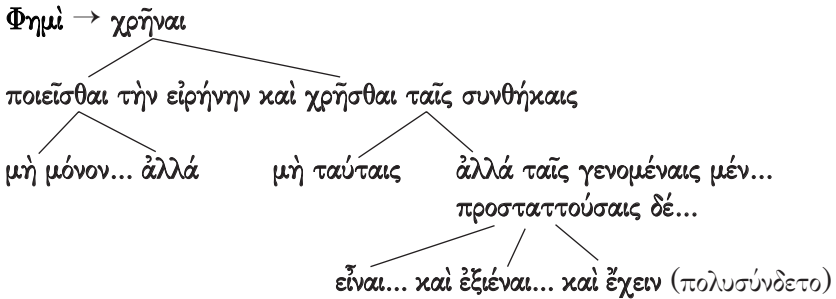 Φημὶ → χρῆναι
ποιεῖσθαι τὴν εἰρήνην καὶ χρῆσθαι ταῖς συνθήκαις
μὴ μόνον... ἀλλά μὴ ταύταις ἀλλά ταῖς γενομέναις μέν...
προσταττούσαις δέ...
εἶναι... καὶ ἐξιέναι... καὶ ἔχειν (πολυσύνδετο)